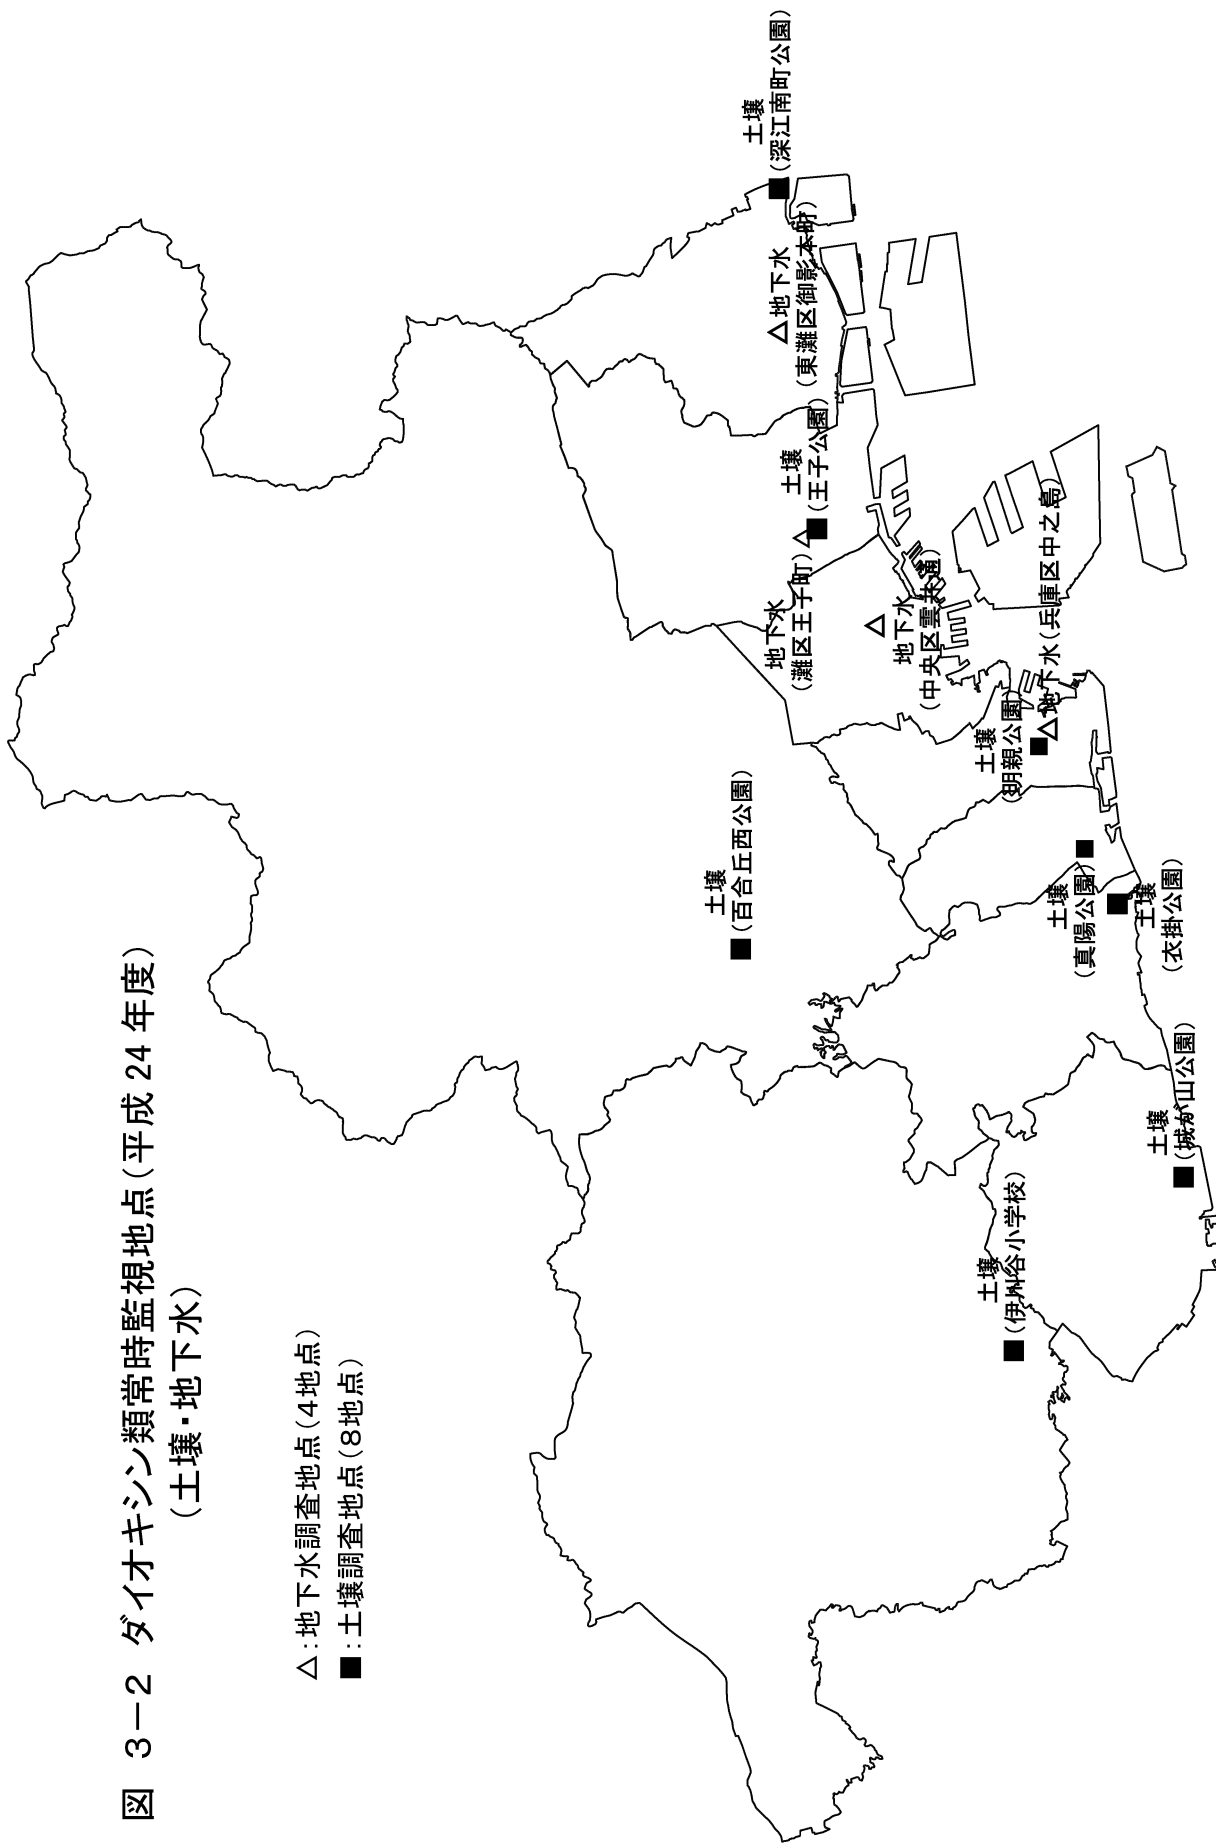 図 3－2 ダイオキシン類常時監視地点(平成 24 年度)
(土壌・地下水)
△:地下水調査地点(4地点)
■:土壌調査地点(8地点)
土壌
(百合丘西公園)
土壌
(深江南町公園)
地下水
(東灘区御影本町)
土壌
(王子公園)
地下水
(灘区王子町)
地下水
(中央区雲井通)
土壌
(明親公園)
地下水(兵庫区中之島)
土壌
(真陽公園)
土壌
(衣掛公園)
土壌
(城が山公園)
土壌
(伊川谷小学校)